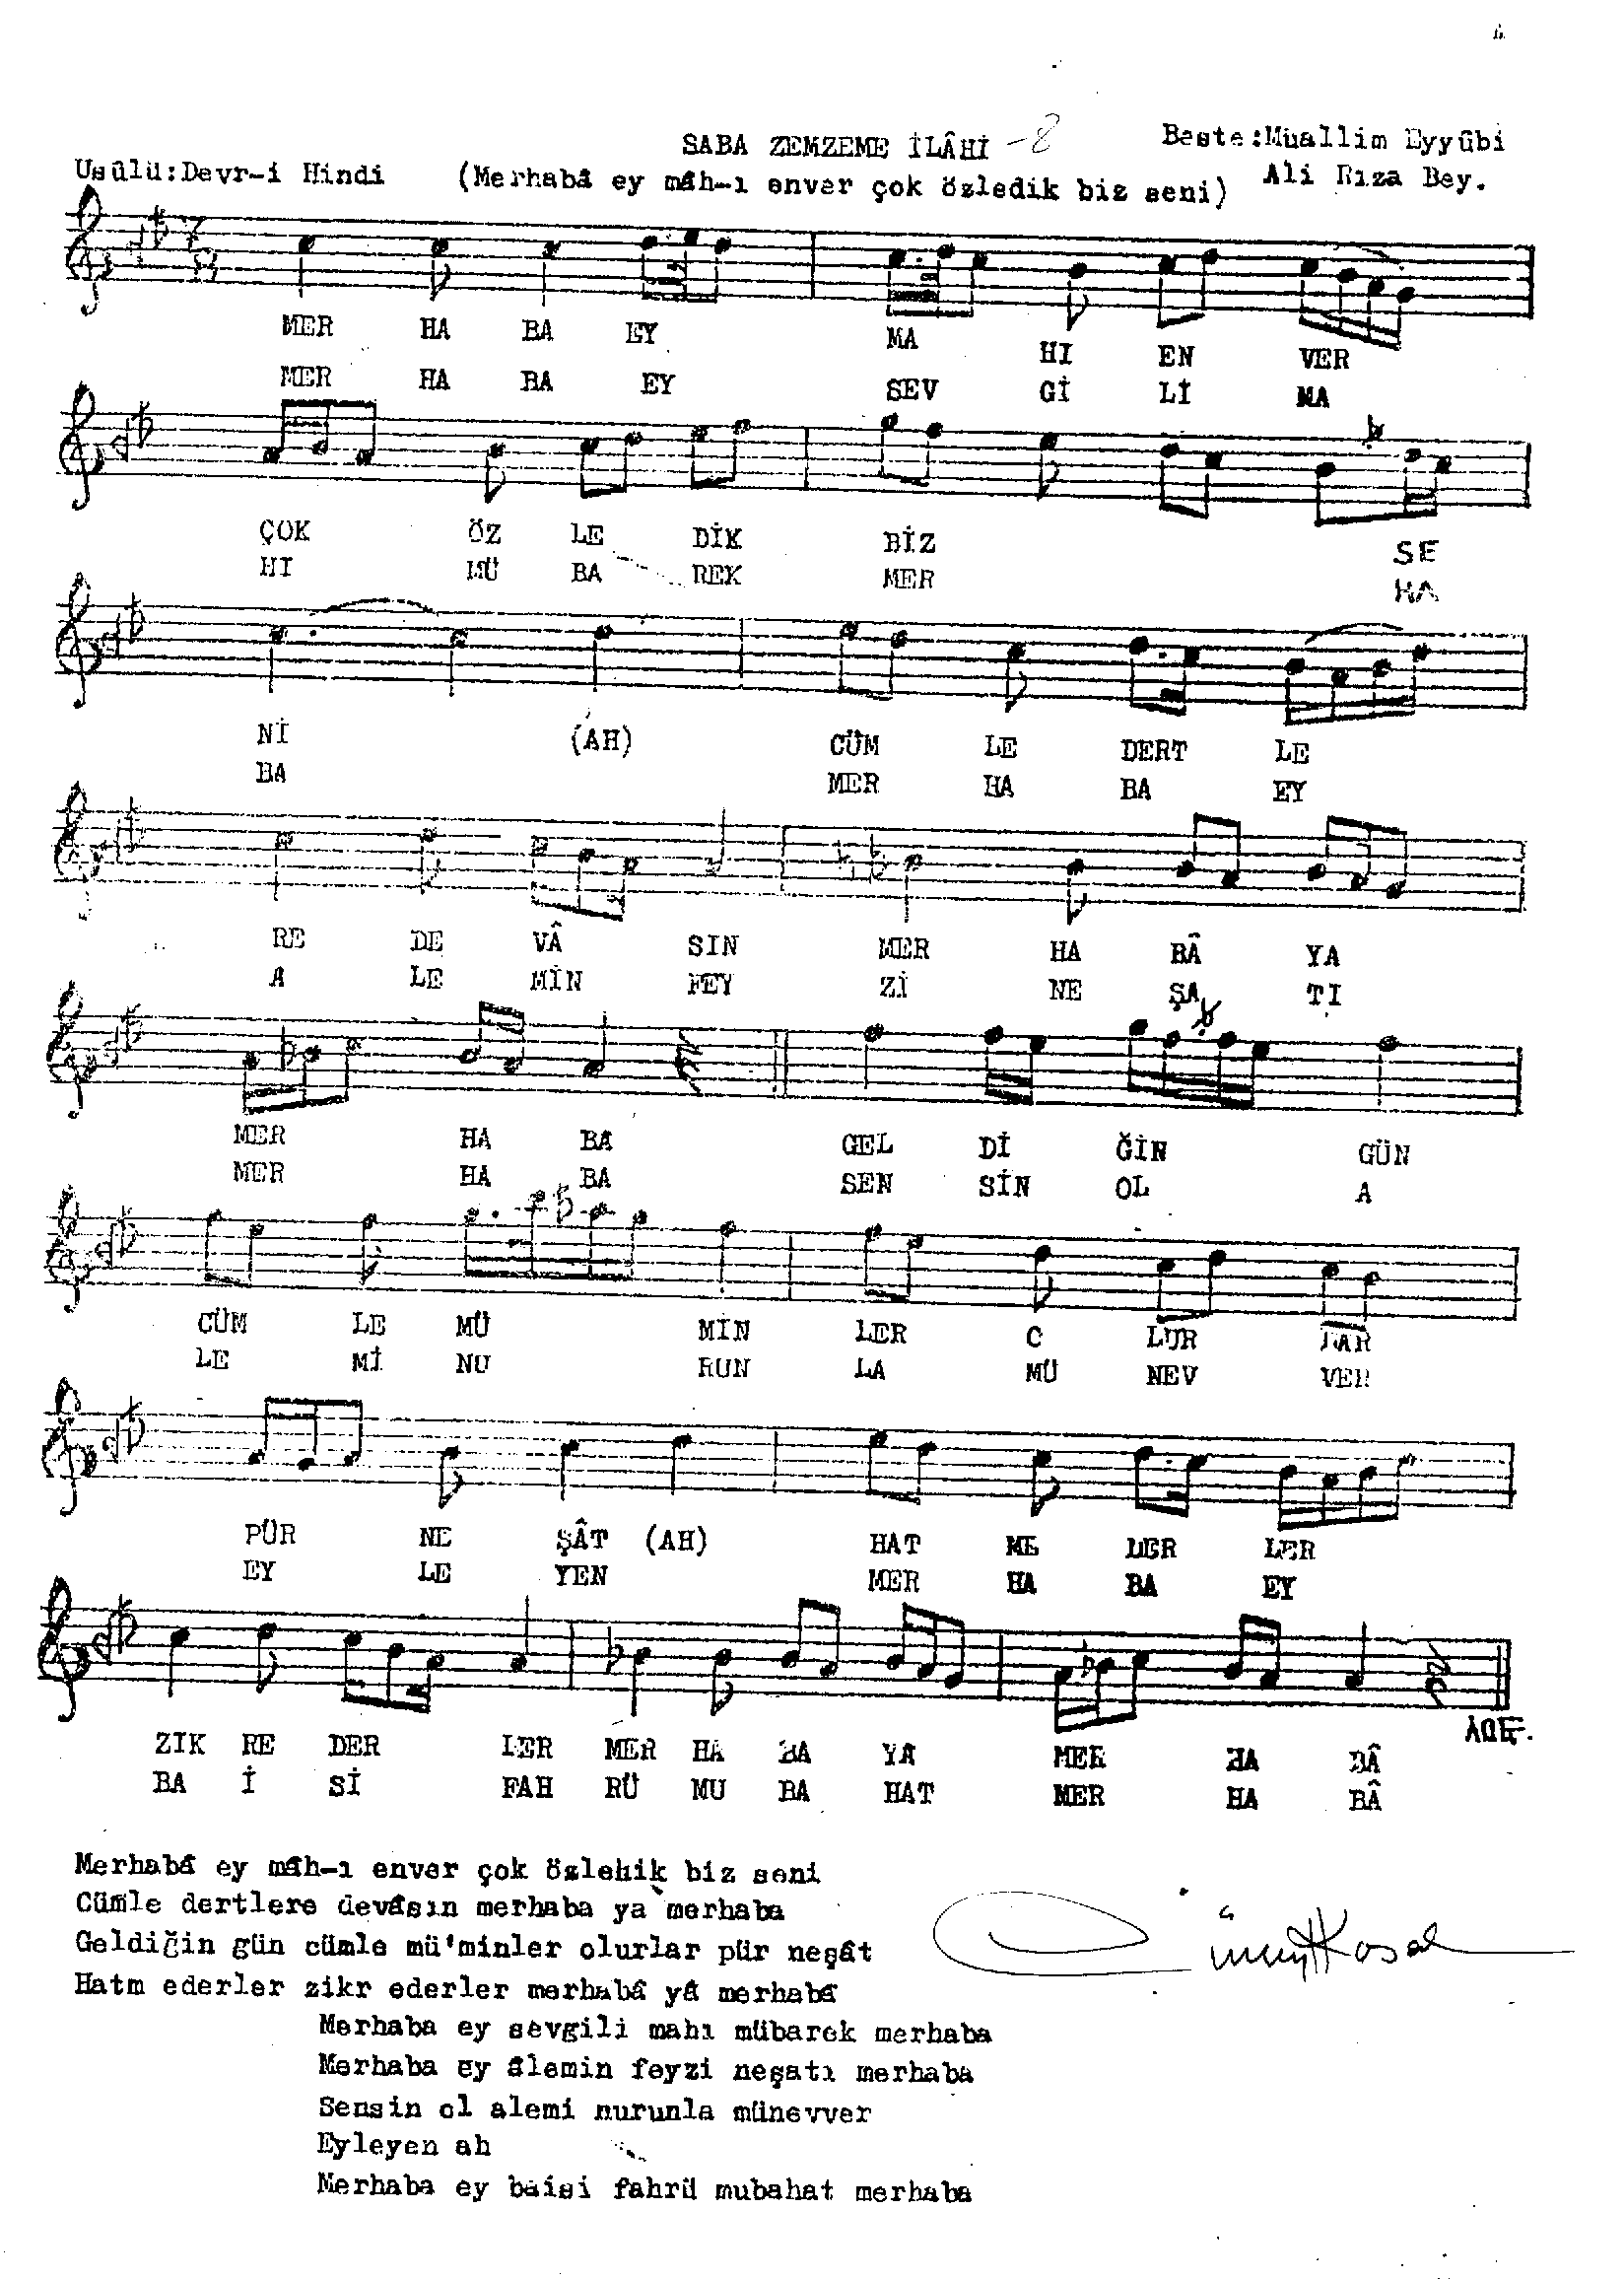 SABA ZEMZEME İLÂHİ -8
Beste:Muallim Eyyûbi
Usûlü:Devr-i Hindi (Merhabâ ey mâh-ı enver çok özledik biz seni) Ali Rıza Bey.
7
8
MER HA BA EY MA HI EN VER
MER HA BA EY SEV Gİ Lİ MA
ÇOK ÖZ LE DİK BİZ SE
HI MÜ BA REK MER HA
Nİ (AH) CÜM LE DERT LE
BA MER HA BA EY
RE DE VÂ SIN MER HA BÂ YA
A LE MİN FEY Zİ NE ŞA TI
MER HA BA GEL Dİ ĞİN GÜN
MER HA BA SEN SİN OL A
CÜM LE MÜ MİN LER O LUR LAR
LE Mİ NU RUN LA MÜ NEV VER
PÜR NE ŞÂT (AH) HAT ME DER LER
EY LE YEN MER HA BA EY
ZIK RE DER LER MER HA BA YA MER HA BÂ
BA İ Sİ FAH RÜ MU BA HAT MER HA BÂ
Merhabâ ey mâh-ı enver çok özlehik biz seni
Cümle dertlere devâsın merhaba ya merhaba
Geldiğin gün cümle mü'minler olurlar pür neşât
Hatm ederler zikr ederler merhabâ yâ merhabâ
Merhaba ey sevgili mahı mübarek merhaba
Merhaba ey âlemin feyzi neşatı merhaba
Sensin ol alemi nurunla münevver
Eyleyen ah
Merhaba ey baisi fahrü mubahat merhaba